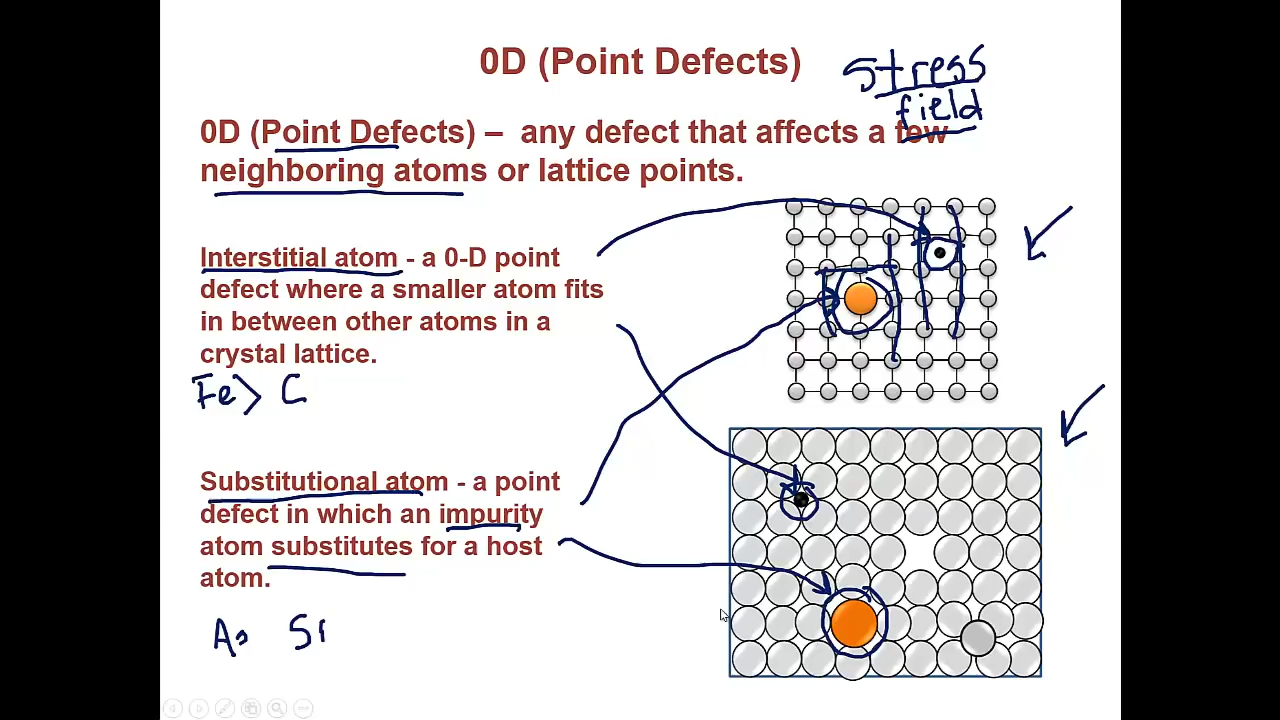 0D (Point Defects)
stress
field
0D (Point Defects) – any defect that affects a few
neighboring atoms or lattice points.
Interstitial atom - a 0-D point
defect where a smaller atom fits
in between other atoms in a
crystal lattice.
Fe > C
Substitutional atom - a point
defect in which an impurity
atom substitutes for a host
atom.
As Si